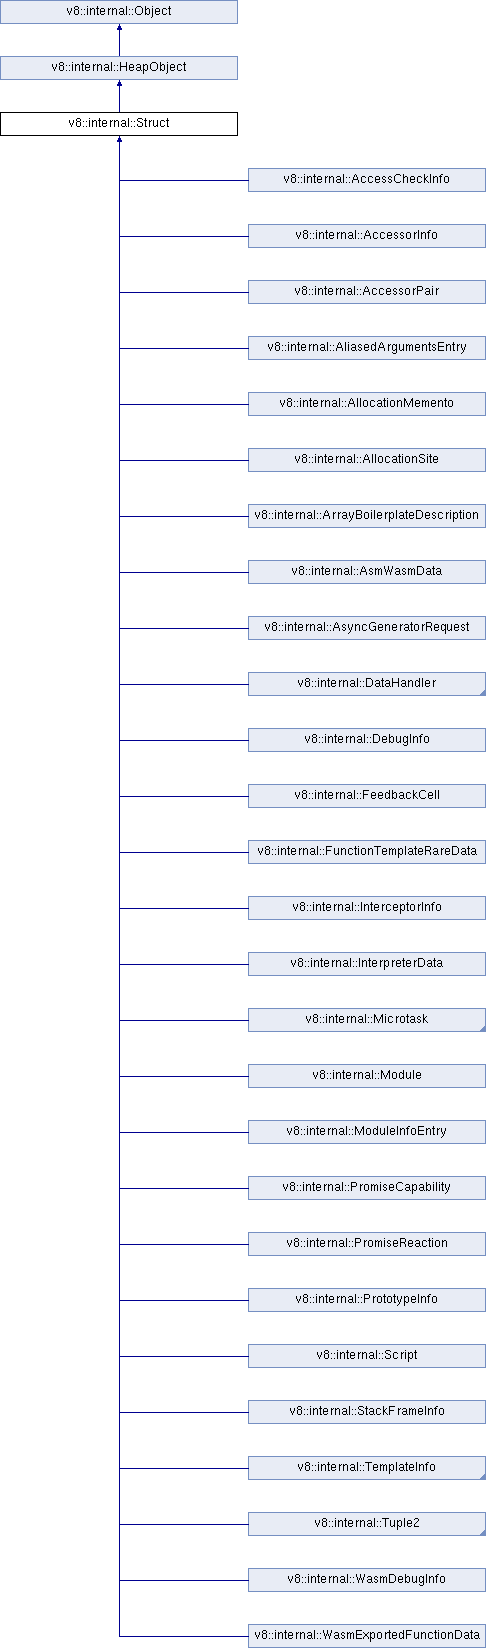 v8::internal::Object
v8::internal::HeapObject
v8::internal::Struct
v8::internal::AccessCheckInfo
v8::internal::AccessorInfo
v8::internal::AccessorPair
v8::internal::AliasedArgumentsEntry
v8::internal::AllocationMemento
v8::internal::AllocationSite
v8::internal::ArrayBoilerplateDescription
v8::internal::AsmWasmData
v8::internal::AsyncGeneratorRequest
v8::internal::DataHandler
v8::internal::DebugInfo
v8::internal::FeedbackCell
v8::internal::FunctionTemplateRareData
v8::internal::InterceptorInfo
v8::internal::InterpreterData
v8::internal::Microtask
v8::internal::Module
v8::internal::ModuleInfoEntry
v8::internal::PromiseCapability
v8::internal::PromiseReaction
v8::internal::PrototypeInfo
v8::internal::Script
v8::internal::StackFrameInfo
v8::internal::TemplateInfo
v8::internal::Tuple2
v8::internal::WasmDebugInfo
v8::internal::WasmExportedFunctionData